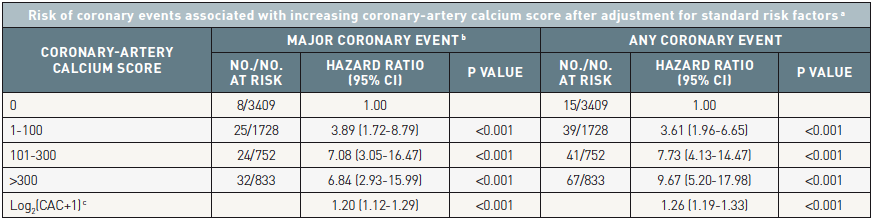 Risk of coronary events associated with increasing coronary-artery calcium score after adjustment for standard risk factors a
CORONARY-ARTERY CALCIUM SCORE MAJOR CORONARY EVENT b ANY CORONARY EVENT
NO./NO. AT RISK HAZARD RATIO (95% CI) P VALUE NO./NO. AT RISK HAZARD RATIO (95% CI) P VALUE
0 8/3409 1.00 15/3409 1.00
1-100 25/1728 3.89 (1.72-8.79) <0.001 39/1728 3.61 (1.96-6.65) <0.001
101-300 24/752 7.08 (3.05-16.47) <0.001 41/752 7.73 (4.13-14.47) <0.001
>300 32/833 6.84 (2.93-15.99) <0.001 67/833 9.67 (5.20-17.98) <0.001
Log2(CAC+1) c 1.20 (1.12-1.29) <0.001 1.26 (1.19-1.33) <0.001